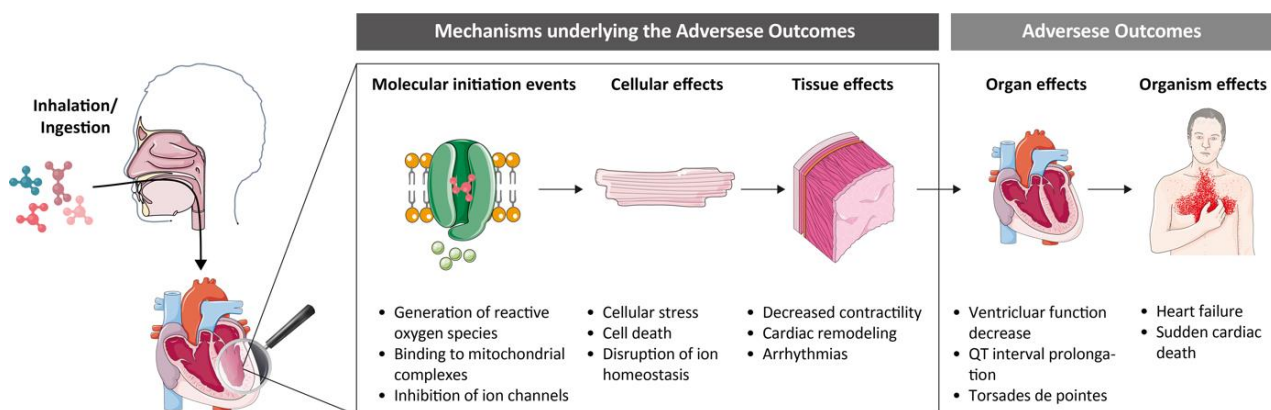 Mechanisms underlying the Adversese Outcomes
Adversese Outcomes
Inhalation/
Ingestion
Molecular initiation events
Cellular effects
Tissue effects
Organ effects
Organism effects
• Generation of reactive
oxygen species
• Binding to mitochondrial
complexes
• Inhibition of ion channels
• Cellular stress
• Cell death
• Disruption of ion
homeostasis
• Decreased contractility
• Cardiac remodeling
• Arrhythmias
• Ventricluar function
decrease
• QT interval prolonga-
tion
• Torsades de pointes
• Heart failure
• Sudden cardiac
death